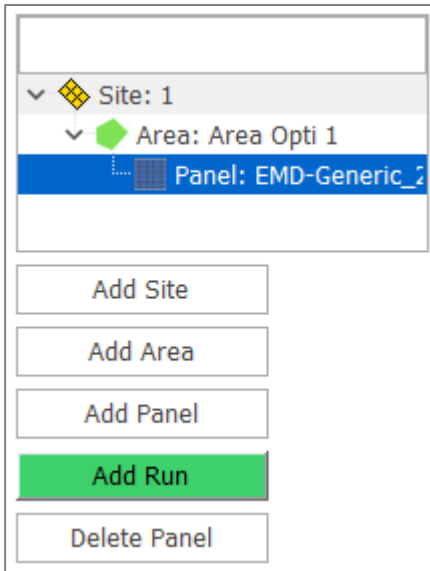 Site: 1
Area: Area Opti 1
Panel: EMD-Generic_2
Add Site
Add Area
Add Panel
Add Run
Delete Panel